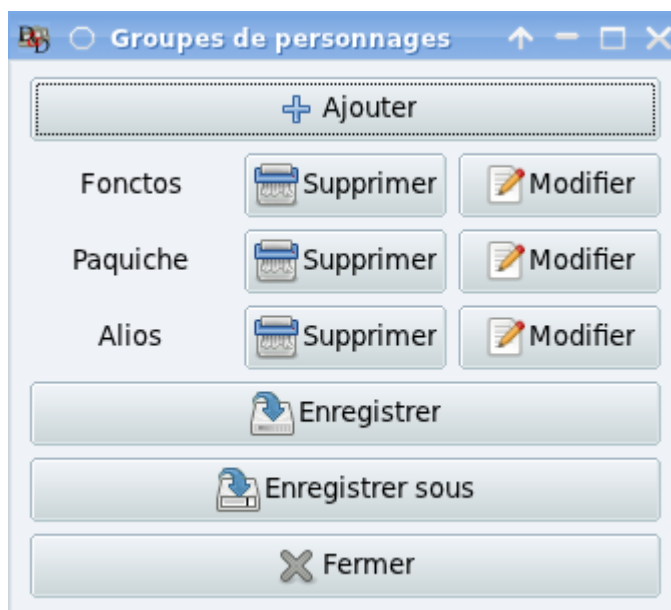 D&D Groupes de personnages
Ajouter
Fonctos Supprimer Modifier
Paquiche Supprimer Modifier
Alios Supprimer Modifier
Enregistrer
Enregistrer sous
Fermer